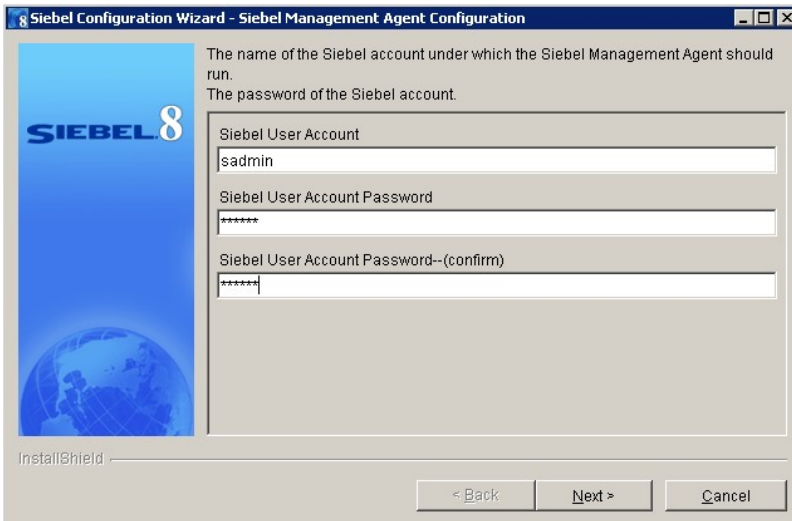 8 Siebel Configuration Wizard - Siebel Management Agent Configuration
The name of the Siebel account under which the Siebel Management Agent should
run.
The password of the Siebel account.
SIEBEL.8
Siebel User Account
sadmin
Siebel User Account Password
******
Siebel User Account Password--(confirm)
******
InstallShield
< Back
Next >
Cancel